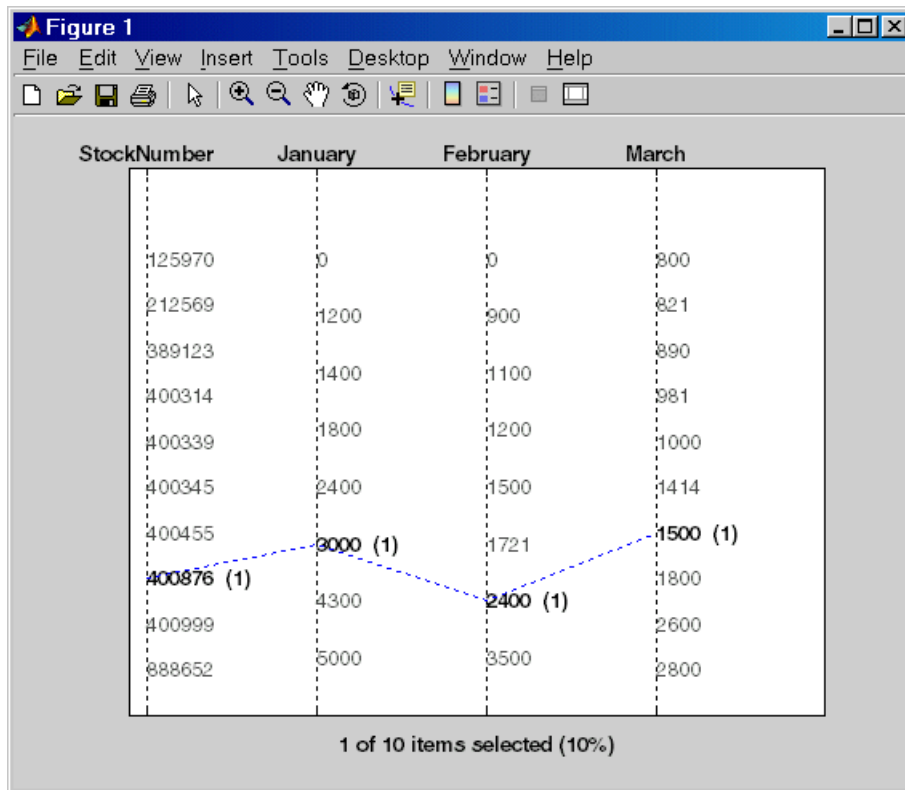 Figure 1
File Edit View Insert Tools Desktop Window Help
StockNumber January February March
125970 0 0 800
212569 1200 900 821
389123 1400 1100 890
400314 1800 1200 981
400339 2400 1500 1000
400345 3000 (1) 1721 1414
400455 4300 2400 (1) 1500 (1)
400876 (1) 5000 3500 1800
400999 2600
888652 2800
1 of 10 items selected (10%)